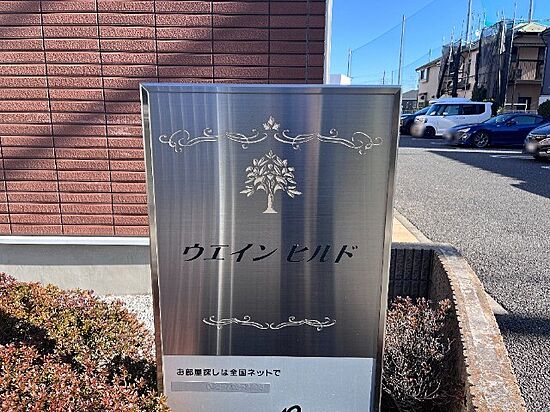 ウエイン ヒルド
お部屋探しは全国ネットで